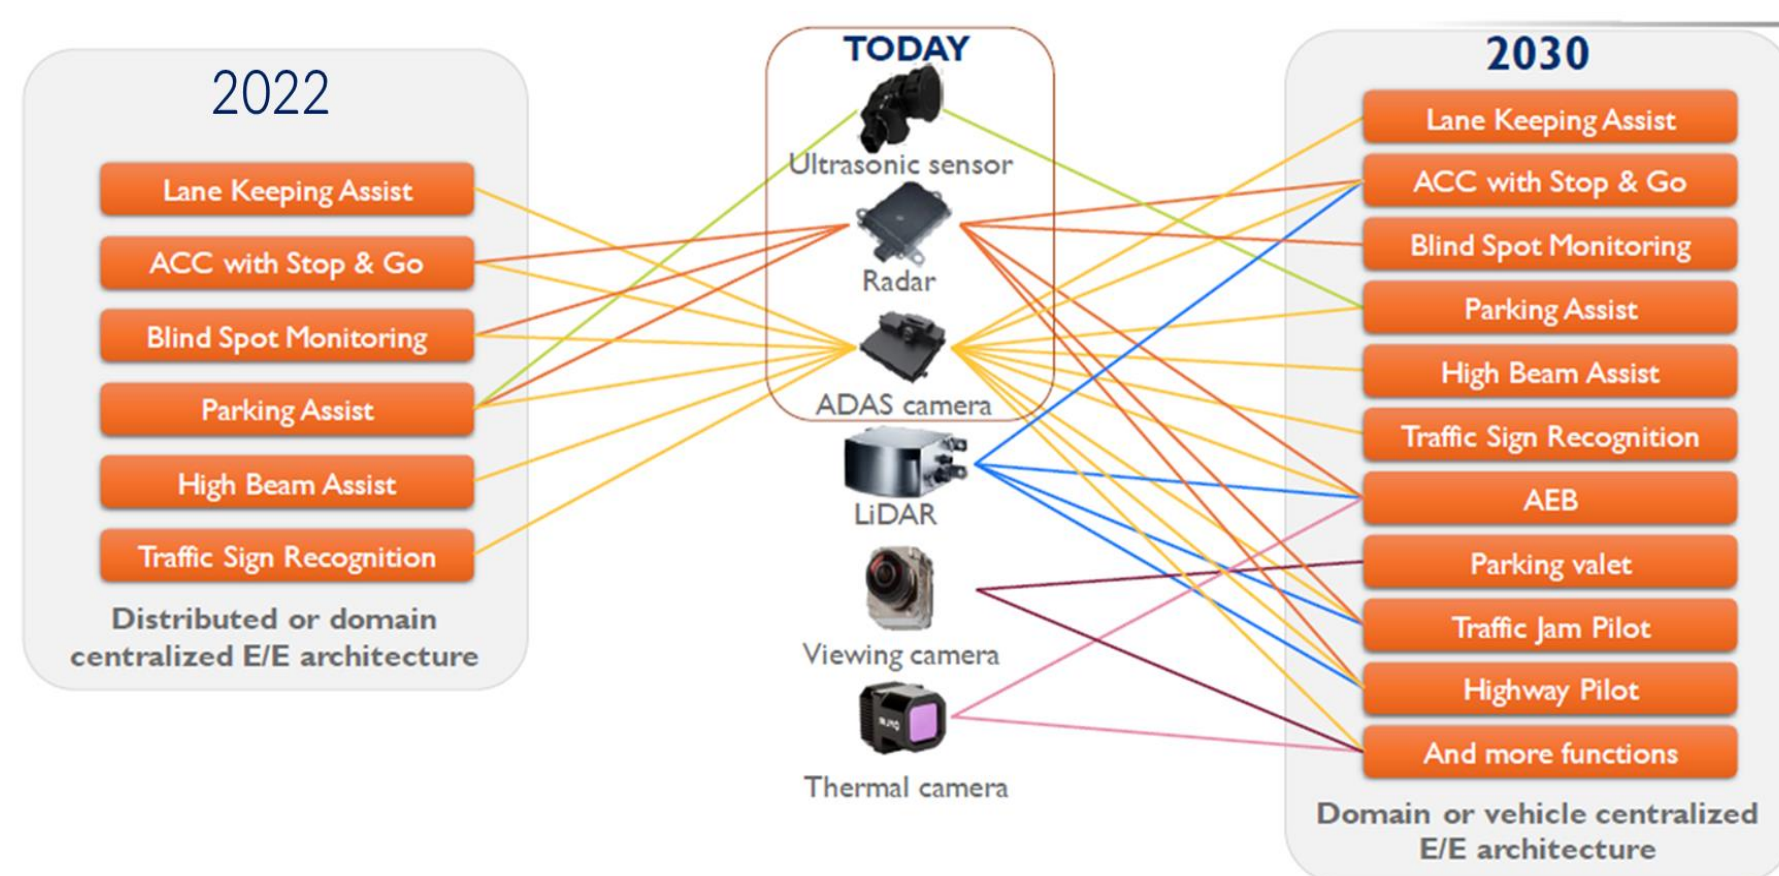 2022
Lane Keeping Assist
ACC with Stop & Go
Blind Spot Monitoring
Parking Assist
High Beam Assist
Traffic Sign Recognition
Distributed or domain
centralized E/E architecture
TODAY
Ultrasonic sensor
Radar
ADAS camera
LiDAR
Viewing camera
Thermal camera
2030
Lane Keeping Assist
ACC with Stop & Go
Blind Spot Monitoring
Parking Assist
High Beam Assist
Traffic Sign Recognition
AEB
Parking valet
Traffic Jam Pilot
Highway Pilot
And more functions
Domain or vehicle centralized
E/E architecture